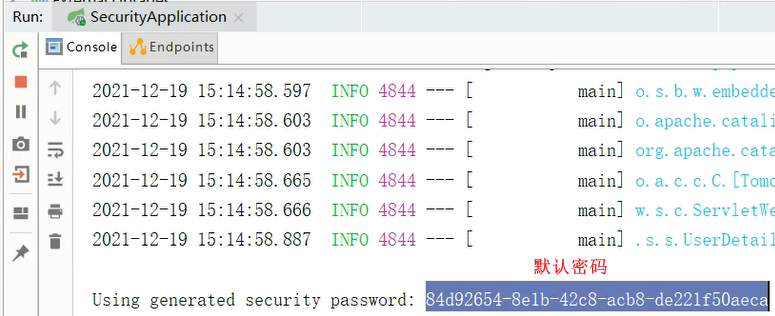 Run: SecurityApplication ×
Console Endpoints
2021-12-19 15:14:58.597 INFO 4844 --- [ main] o.s.b.w.embedde
2021-12-19 15:14:58.603 INFO 4844 --- [ main] o.apache.catali
2021-12-19 15:14:58.603 INFO 4844 --- [ main] org.apache.cata
2021-12-19 15:14:58.665 INFO 4844 --- [ main] o.a.c.c.C.[Tomc
2021-12-19 15:14:58.666 INFO 4844 --- [ main] w.s.c.ServletWe
2021-12-19 15:14:58.887 INFO 4844 --- [ main] .s.s.UserDetail
默认密码
Using generated security password: 84d92654-8e1b-42c8-acb8-de221f50aeca